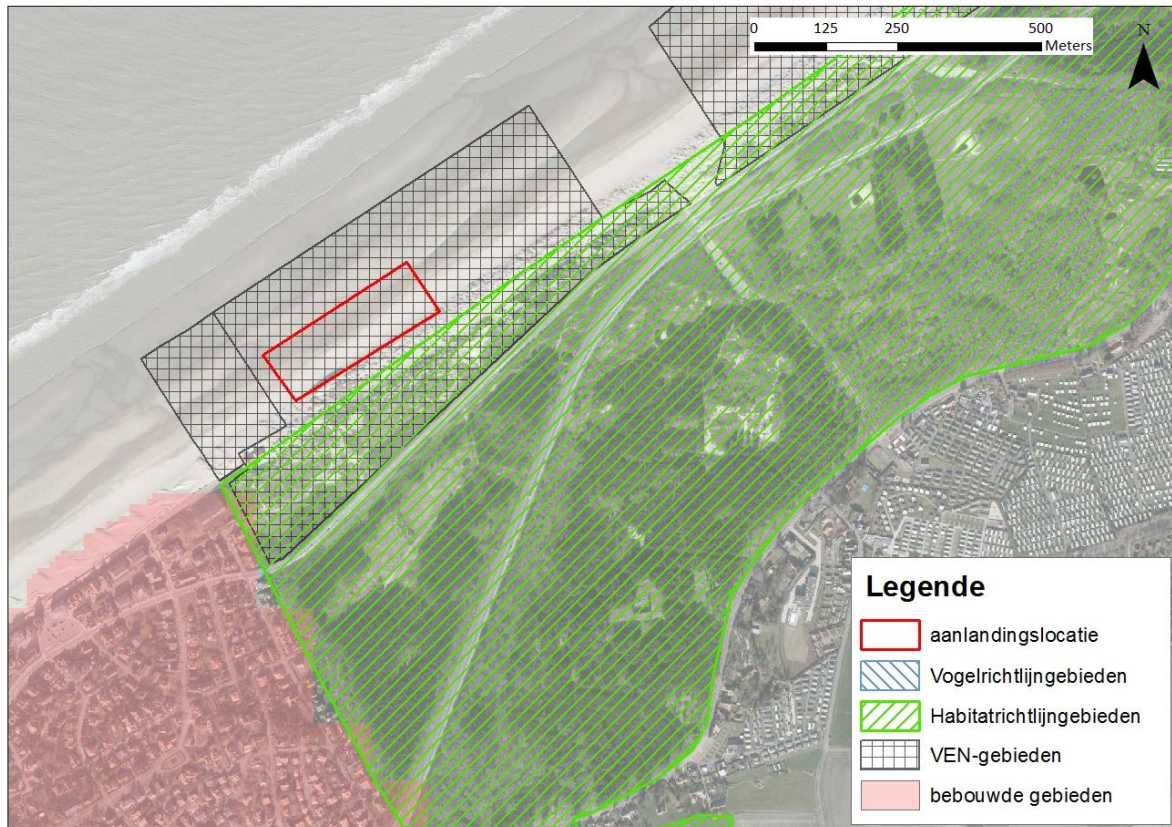 0 125 250 500
Meters
N
Legende
aanlandingslocatie
Vogelrichtlijngebieden
Habitatrichtlijngebieden
VEN-gebieden
bebouwde gebieden